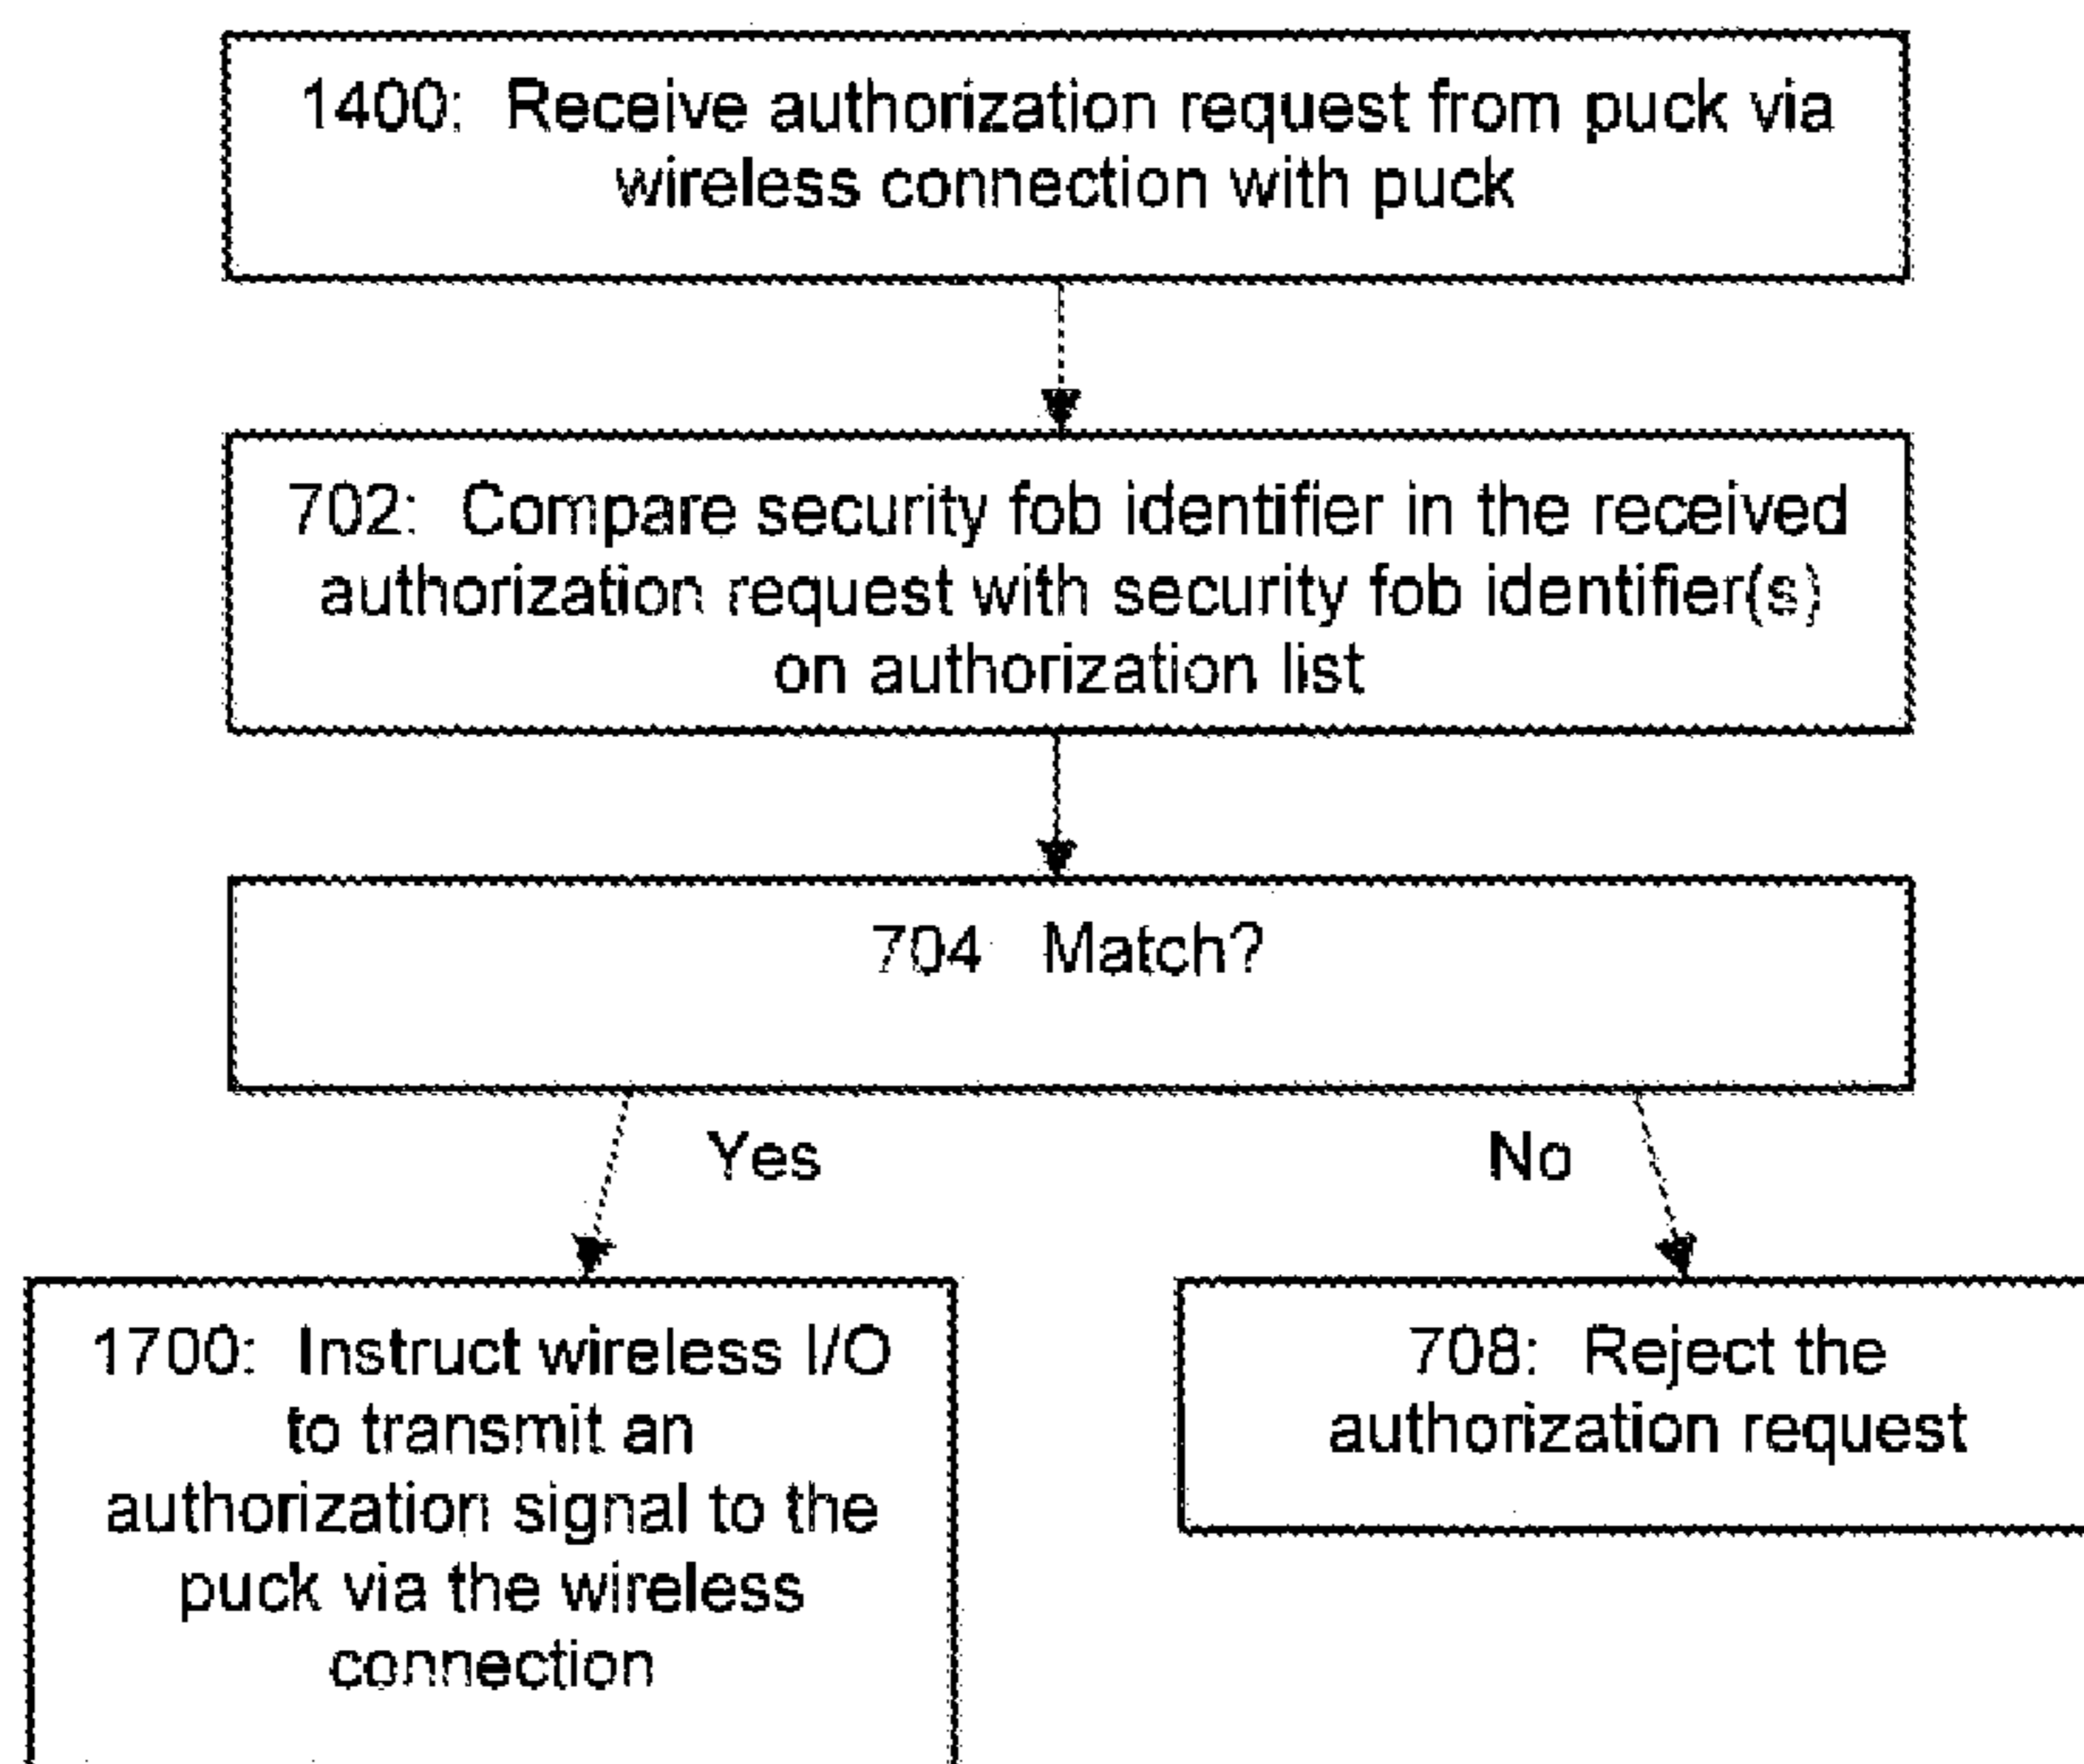 1400: Receive authorization request from puck via
wireless connection with puck
702: Compare security fob identifier in the received
authorization request with security fob identifier(s)
on authorization list
704 Match?
Yes
No
1700: Instruct wireless I/O
to transmit an
authorization signal to the
puck via the wireless
connection
708: Reject the
authorization request